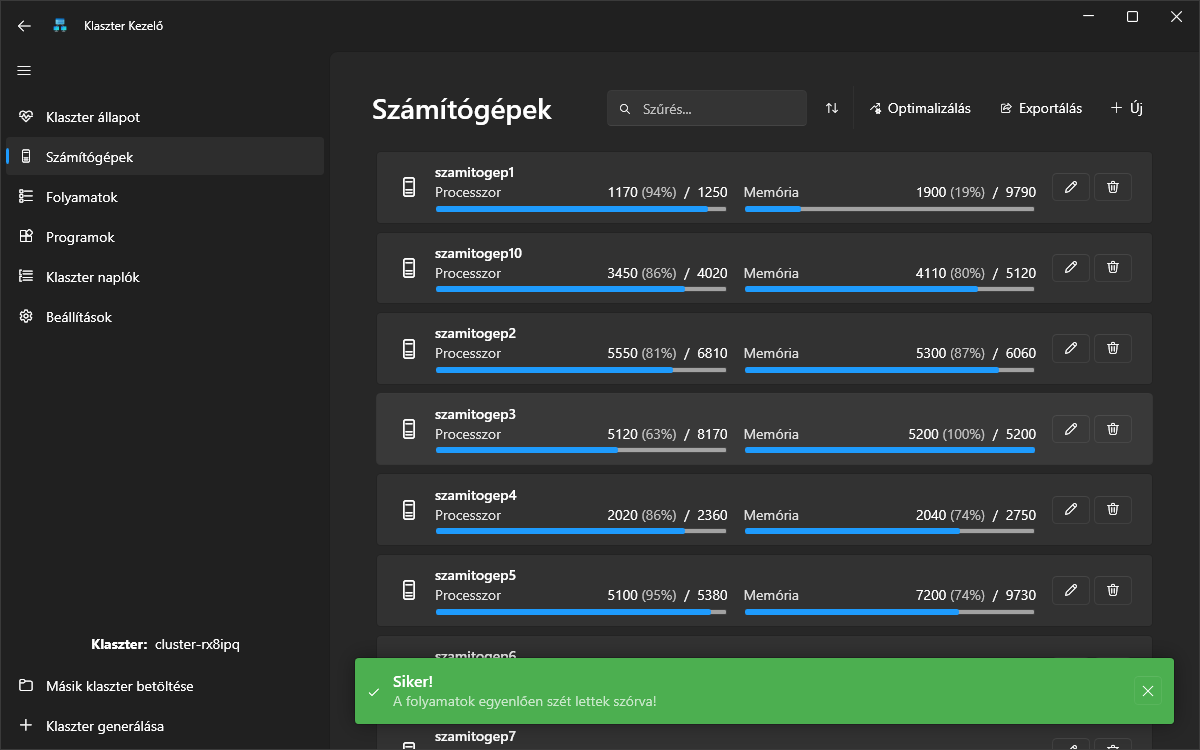 Klaszter Kezelő
Klaszter állapot
Számítógépek
Folyamatok
Programok
Klaszter naplók
Beállítások
Klaszter: cluster-rx8ipq
Másik klaszter betöltése
Klaszter generálása
Számítógépek
Szűrés...
Optimalizálás
Exportálás
Új
szamitogep1
Processzor 1170 (94%) / 1250 Memória 1900 (19%) / 9790
szamitogep10
Processzor 3450 (86%) / 4020 Memória 4110 (80%) / 5120
szamitogep2
Processzor 5550 (81%) / 6810 Memória 5300 (87%) / 6060
szamitogep3
Processzor 5120 (63%) / 8170 Memória 5200 (100%) / 5200
szamitogep4
Processzor 2020 (86%) / 2360 Memória 2040 (74%) / 2750
szamitogep5
Processzor 5100 (95%) / 5380 Memória 7200 (74%) / 9730
szamitogep6
Siker!
A folyamatok egyenlően szét lettek szórva!
szamitogep7